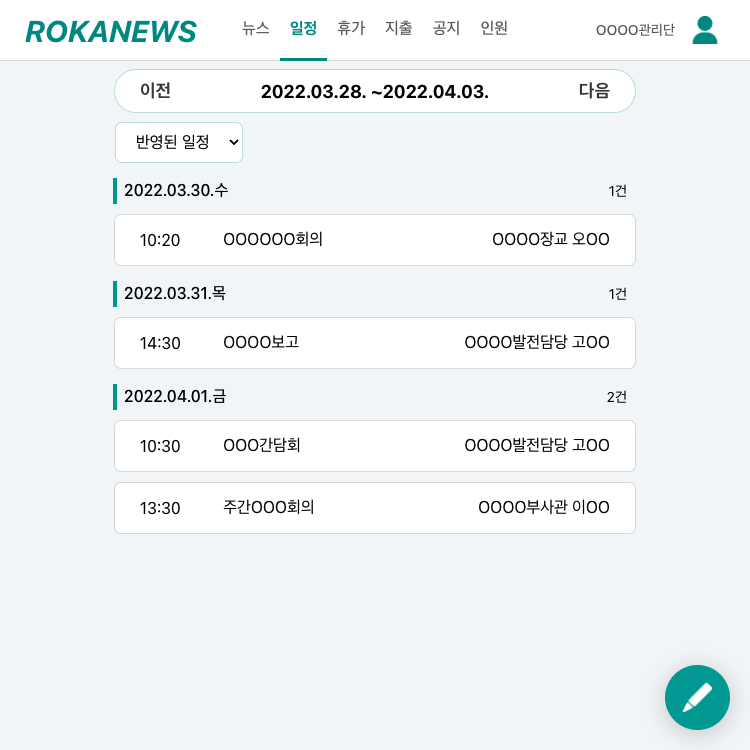 ROKANEWS 뉴스 일정 휴가 지출 공지 인원 OOOO관리단
이전 2022.03.28. ~2022.04.03. 다음
반영된 일정
2022.03.30.수 1건
10:20 OOOOOO회의 OOOO장교 오OO
2022.03.31.목 1건
14:30 OOOO보고 OOOO발전담당 고OO
2022.04.01.금 2건
10:30 OOO간담회 OOOO발전담당 고OO
13:30 주간OOO회의 OOOO부사관 이OO